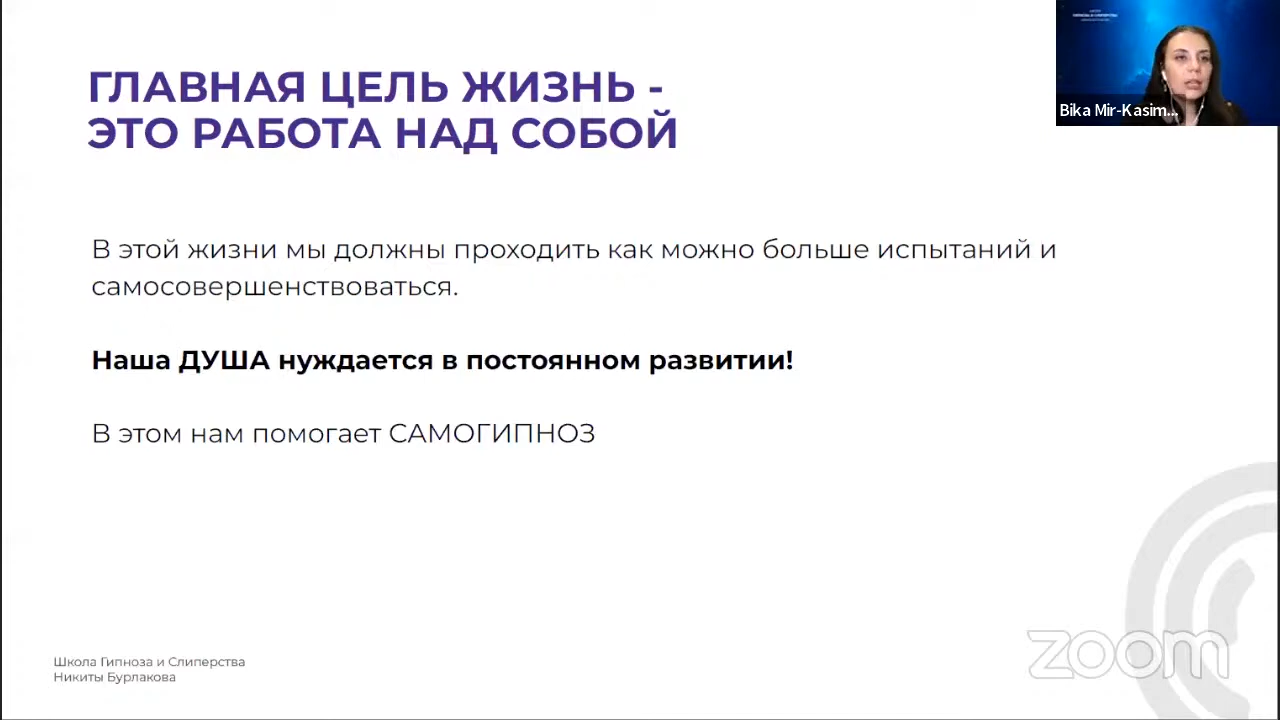 ГЛАВНАЯ ЦЕЛЬ ЖИЗНЬ -
ЭТО РАБОТА НАД СОБОЙ
Bika Mir-Kasim...
В этой жизни мы должны проходить как можно больше испытаний и
самосовершенствоваться.
Наша ДУША нуждается в постоянном развитии!
В этом нам помогает САМОГИПНОЗ
Школа Гипноза и Слиперства
Никиты Бурлакова
zoom